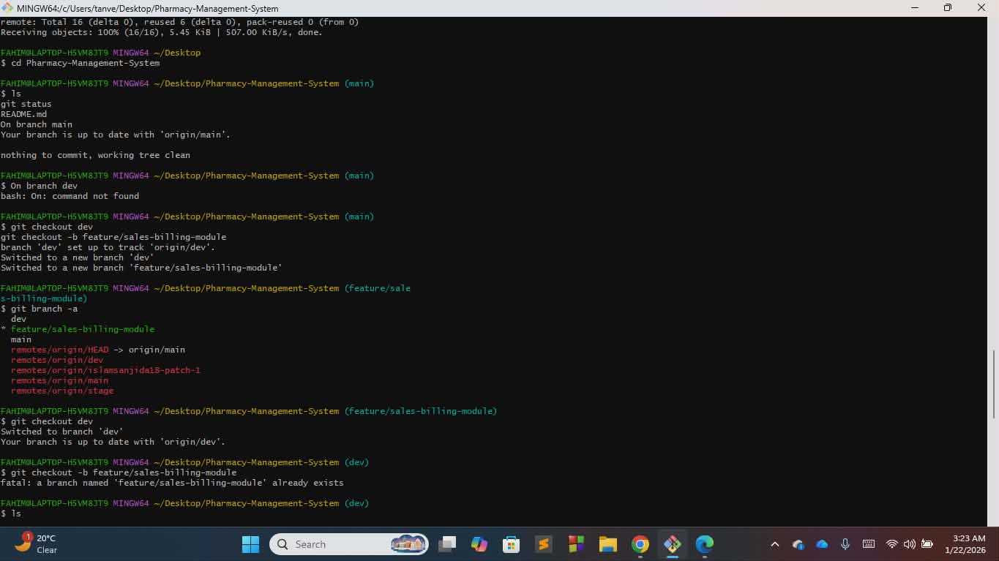 MINGW64:/c/Users/tanve/Desktop/Pharmacy-Management-System
remote: Total 16 (delta 0), reused 6 (delta 0), pack-reused 0 (from 0)
Receiving objects: 100% (16/16), 5.45 KiB | 507.00 KiB/s, done.
FAHIM@LAPTOP-H5VM8JT9 MINGW64 ~/Desktop
$ cd Pharmacy-Management-System
FAHIM@LAPTOP-H5VM8JT9 MINGW64 ~/Desktop/Pharmacy-Management-System (main)
$ ls
git status
README.md
On branch main
Your branch is up to date with 'origin/main'.
nothing to commit, working tree clean
FAHIM@LAPTOP-H5VM8JT9 MINGW64 ~/Desktop/Pharmacy-Management-System (main)
$ On branch dev
bash: On: command not found
FAHIM@LAPTOP-H5VM8JT9 MINGW64 ~/Desktop/Pharmacy-Management-System (main)
$ git checkout dev
git checkout -b feature/sales-billing-module
branch 'dev' set up to track 'origin/dev'.
Switched to a new branch 'dev'
Switched to a new branch 'feature/sales-billing-module'
FAHIM@LAPTOP-H5VM8JT9 MINGW64 ~/Desktop/Pharmacy-Management-System (feature/sale
s-billing-module)
$ git branch -a
dev
* feature/sales-billing-module
main
remotes/origin/HEAD -> origin/main
remotes/origin/dev
remotes/origin/islamsanjida18-patch-1
remotes/origin/main
remotes/origin/stage
FAHIM@LAPTOP-H5VM8JT9 MINGW64 ~/Desktop/Pharmacy-Management-System (feature/sales-billing-module)
$ git checkout dev
Switched to branch 'dev'
Your branch is up to date with 'origin/dev'.
FAHIM@LAPTOP-H5VM8JT9 MINGW64 ~/Desktop/Pharmacy-Management-System (dev)
$ git checkout -b feature/sales-billing-module
fatal: a branch named 'feature/sales-billing-module' already exists
FAHIM@LAPTOP-H5VM8JT9 MINGW64 ~/Desktop/Pharmacy-Management-System (dev)
$ ls
1
20°C
Clear
Search
3:23 AM
1/22/2026